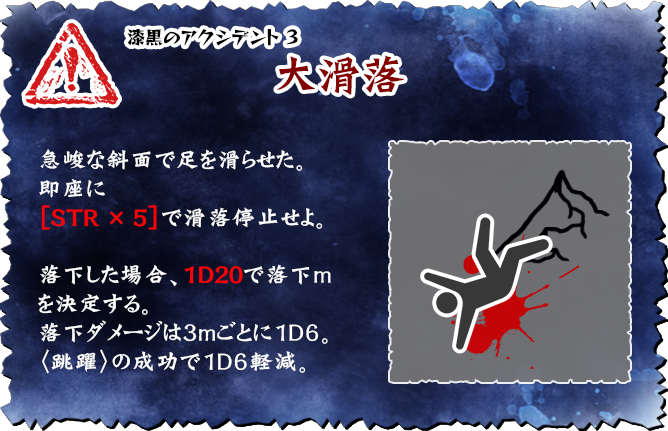 漆黒のアクシデント3
大滑落
急峻な斜面で足を滑らせた。
即座に
[STR × 5]で滑落停止せよ。
落下した場合、1D20で落下m
を決定する。
落下ダメージは3mごとに1D6。
〈跳躍〉の成功で1D6軽減。